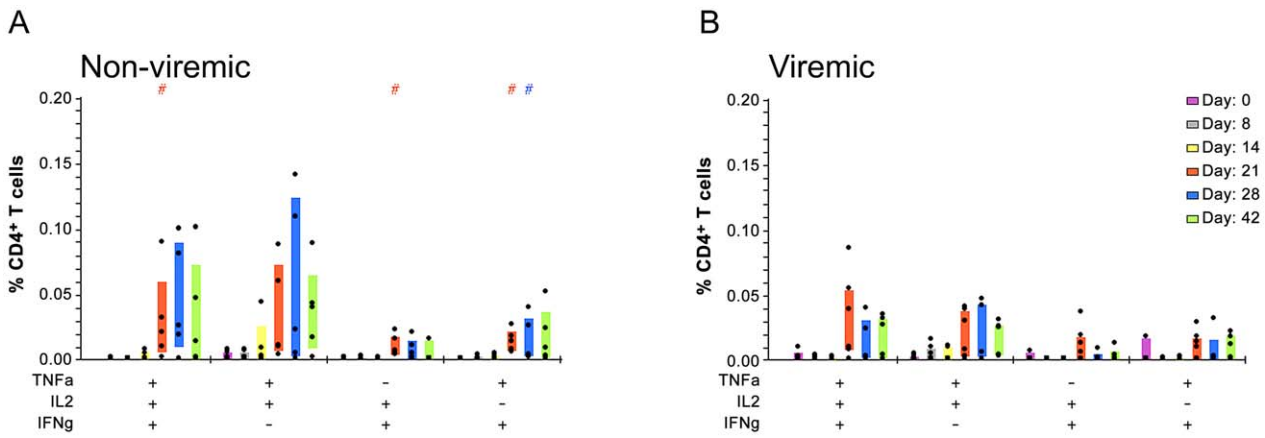 A
Non-viremic
# # # #
0.20
0.15
0.10
0.05
0.00
% CD4+ T cells
TNFa + + - +
IL2 + + + -
IFNg + - + +
B
Viremic
0.20
0.15
0.10
0.05
0.00
% CD4+ T cells
TNFa + + - +
IL2 + + + -
IFNg + - + +
Day: 0
Day: 8
Day: 14
Day: 21
Day: 28
Day: 42